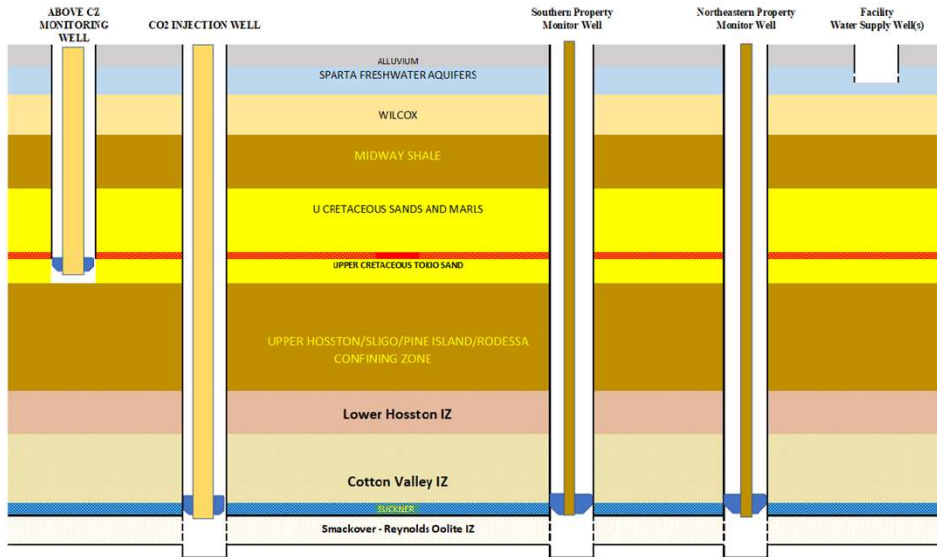 ABOVE CZ
MONITORING
WELL
CO2 INJECTION WELL
Southern Property
Monitor Well
Northeastern Property
Monitor Well
Facility
Water Supply Well(s)
ALLUVIUM
SPARTA FRESHWATER AQUIFERS
WILCOX
MIDWAY SHALE
U CRETACEOUS SANDS AND MARLS
UPPER CRETACEOUS TOKIO SAND
UPPER HOSSTON/SLIGO/PINE ISLAND/RODESSA
CONFINING ZONE
Lower Hosston IZ
Cotton Valley IZ
BUCKNER
Smackover - Reynolds Oolite IZ